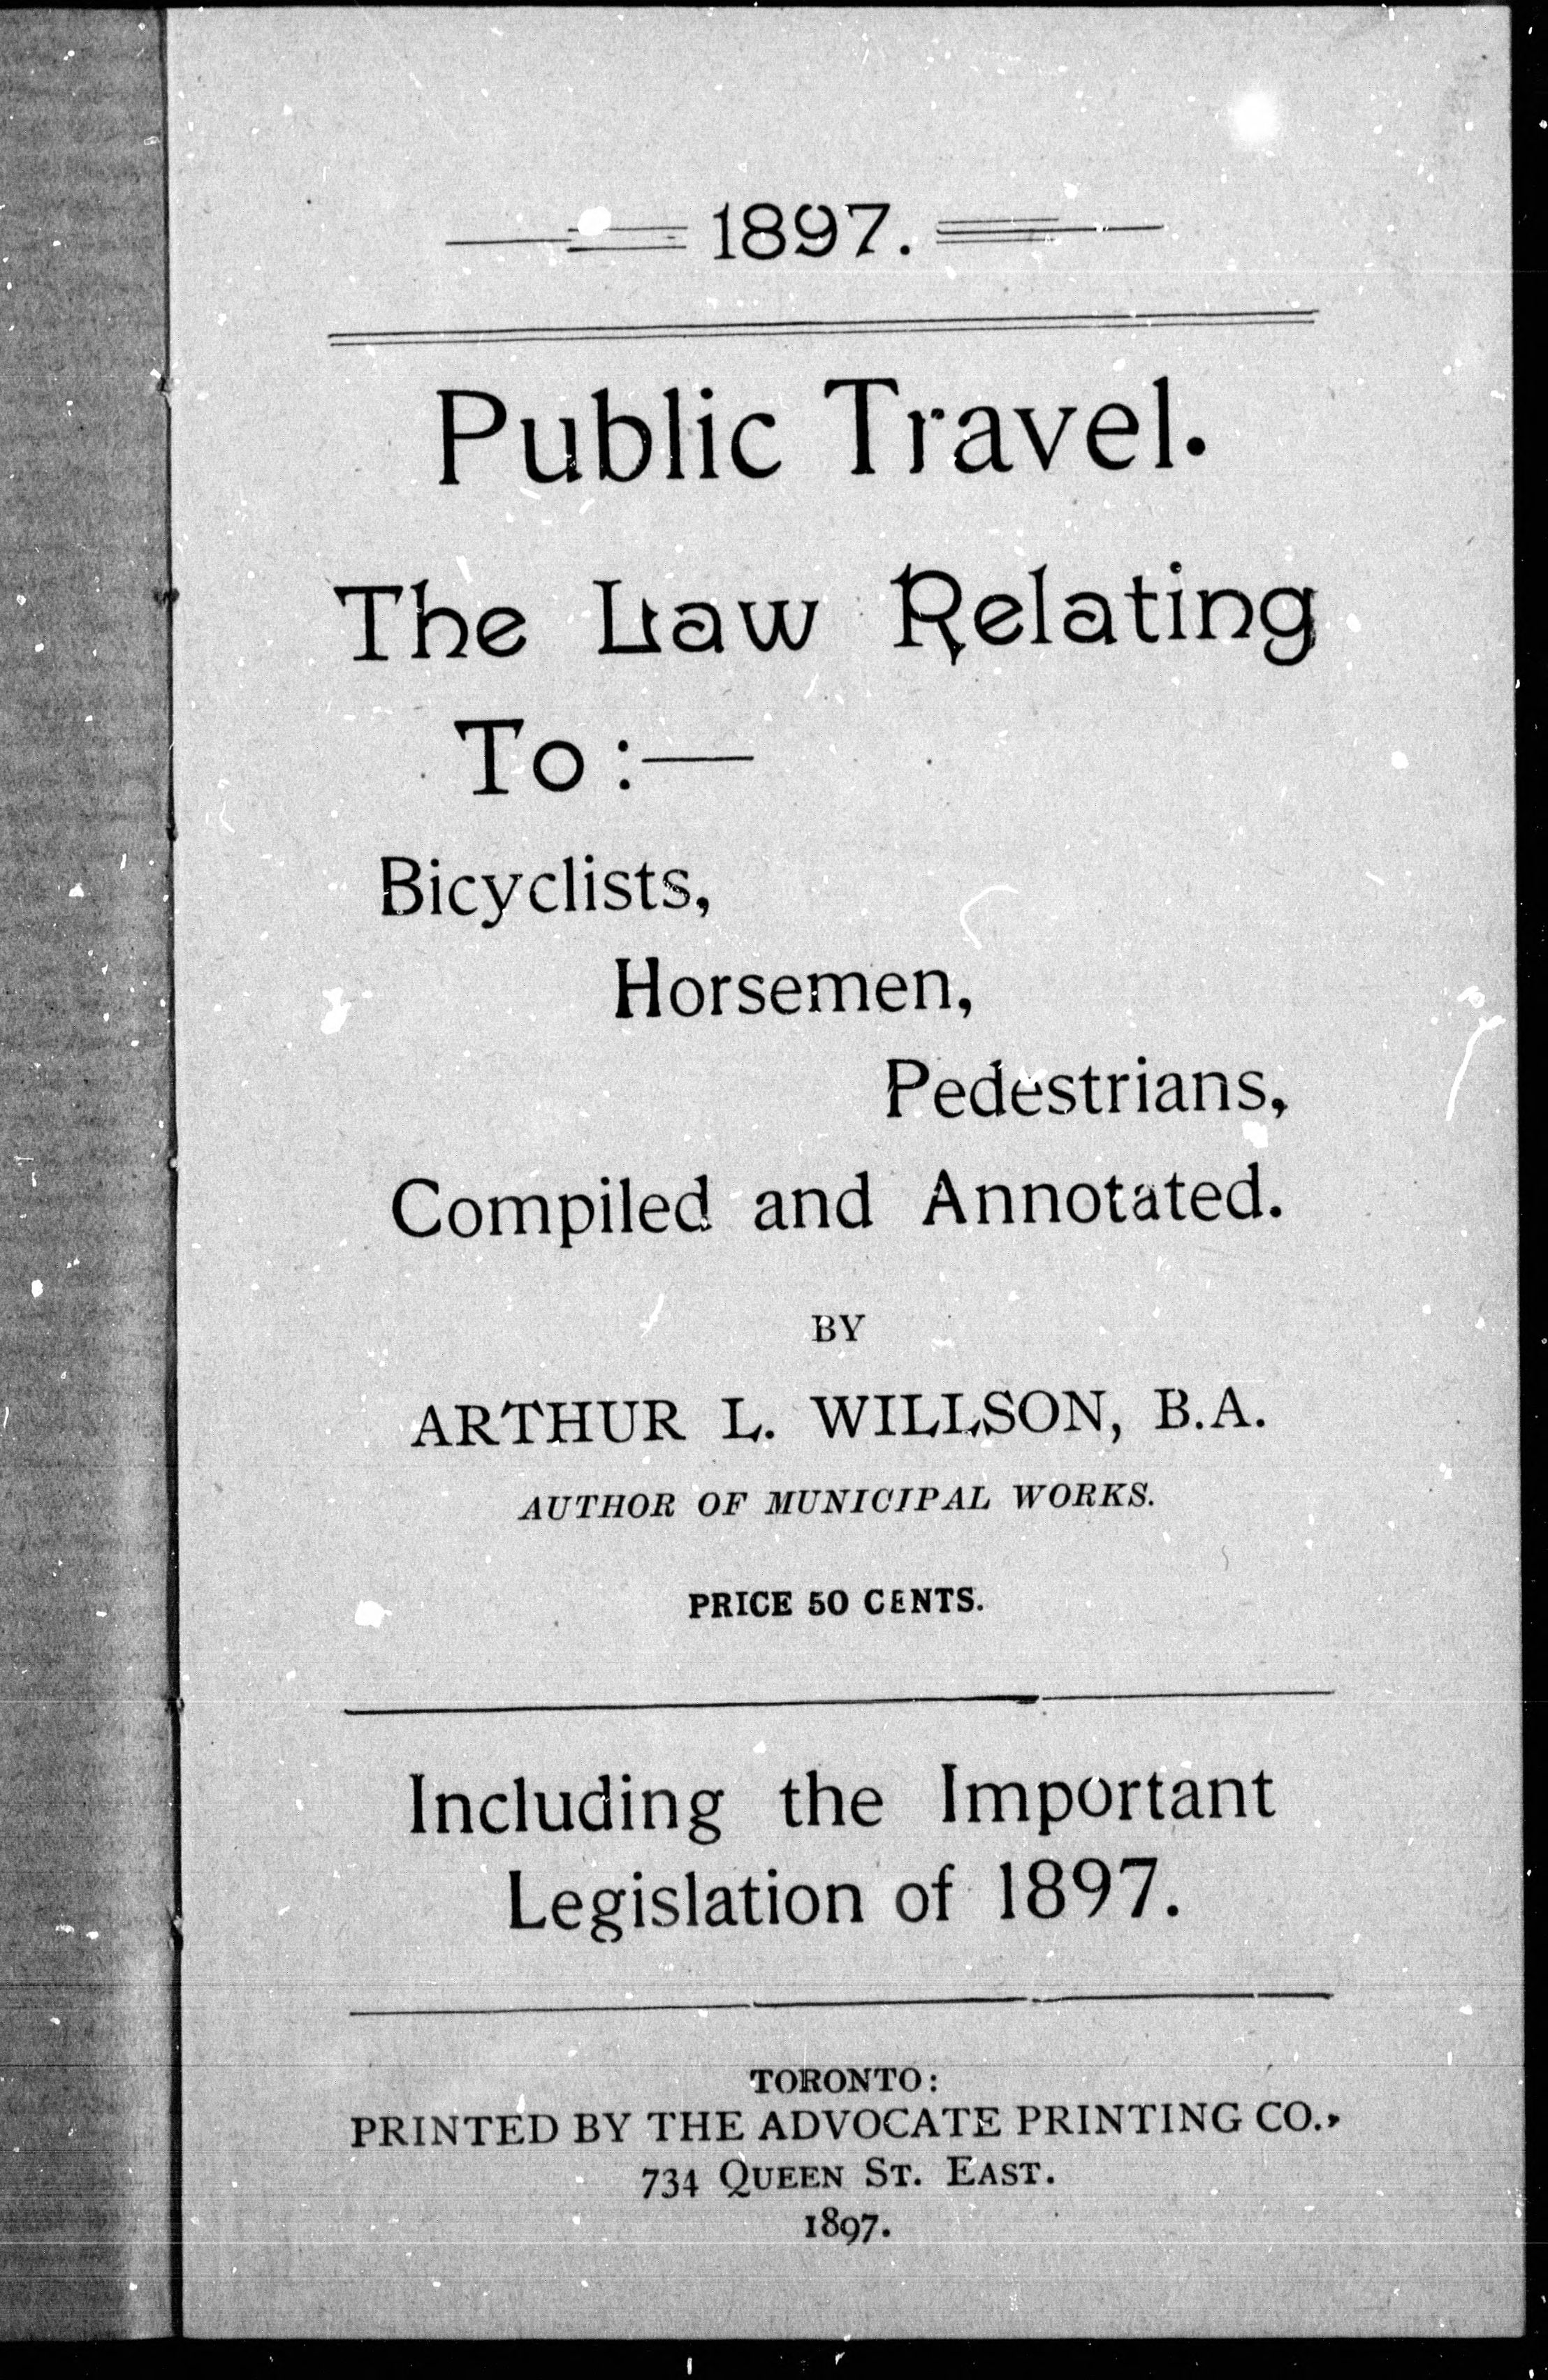 1897.
Public Travel.
The Law Relating
To:—
Bicyclists,
Horsemen,
Pedestrians,
Compiled and Annotated.
BY
ARTHUR L. WILLSON, B.A.
AUTHOR OF MUNICIPAL WORKS.
PRICE 50 CENTS.
Including the Important
Legislation of 1897.
TORONTO:
PRINTED BY THE ADVOCATE PRINTING CO.,
734 QUEEN ST. EAST.
1897.